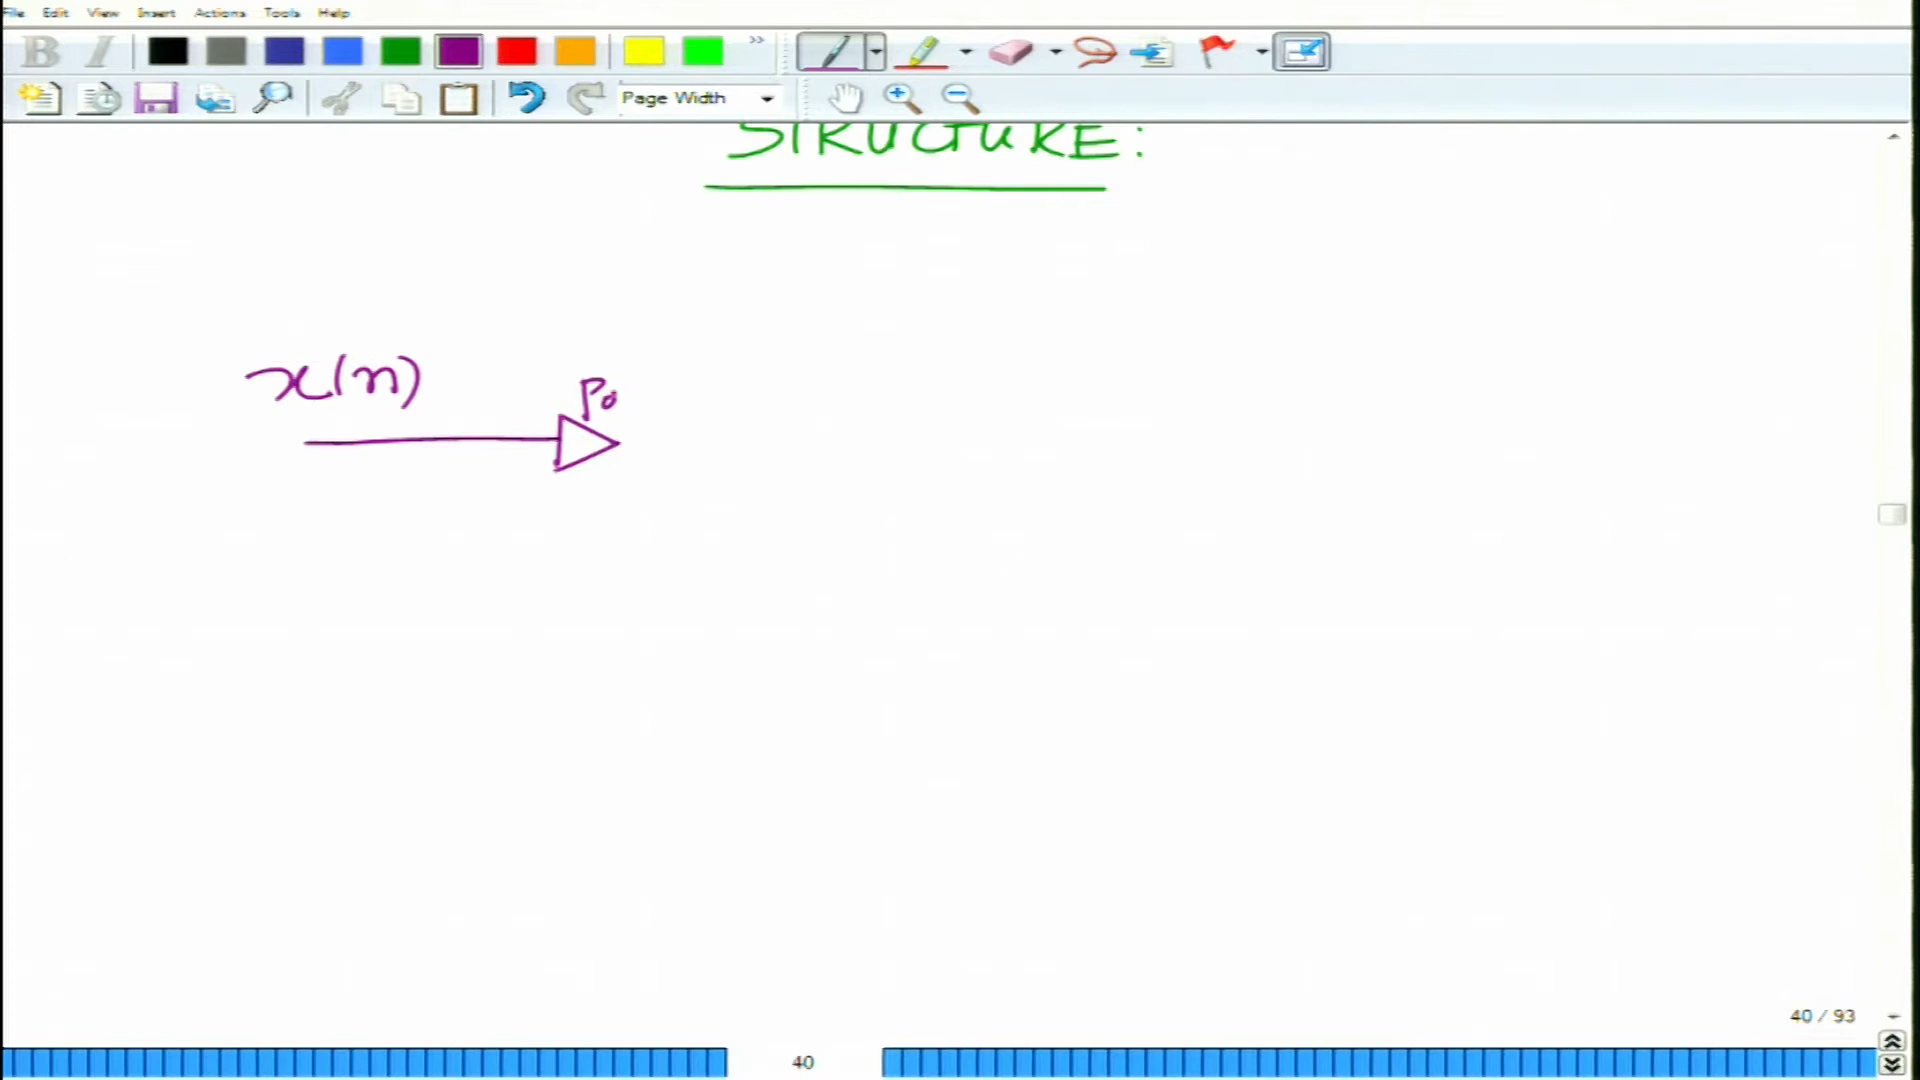 File Edit View Insert Actions Tools Help
B I
Page Width
STRUCTURE:
x(n)
p₀
40 / 93
40